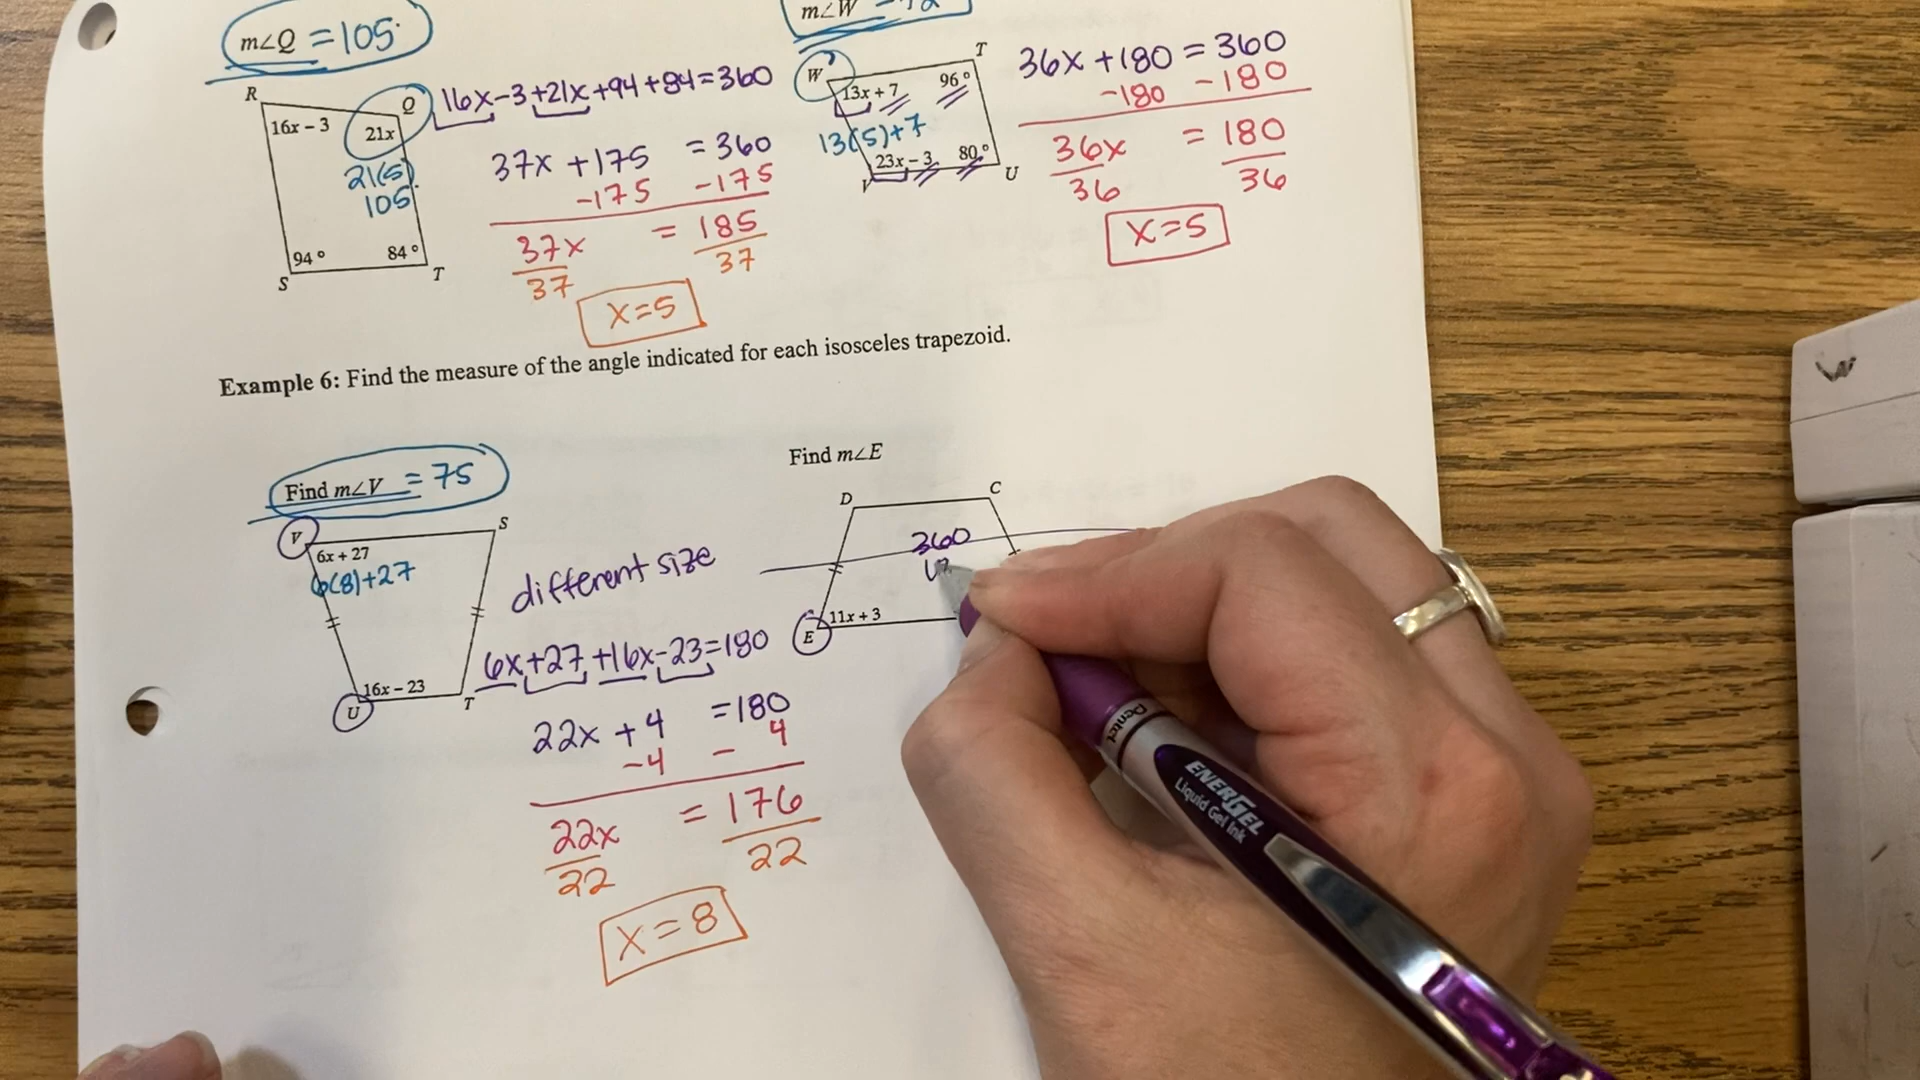 m∠Q = 105°
R
Q
16x – 3
21x
21(5)
105
94°
84°
S
T
16x-3+21x+94+84=360
37x +175 = 360
-175 -175
37x = 185
37 37
x=5
m∠W
W
T
13x + 7
96°
13(5)+7
23x – 3
80°
U
36x +180 = 360
-180 -180
36x = 180
36 36
x=5
Example 6: Find the measure of the angle indicated for each isosceles trapezoid.
Find m∠V = 75
V
S
6x + 27
6(8)+27
16x – 23
U
T
different size
6x+27+16x-23=180
22x + 4 =180
-4 - 4
22x = 176
22 22
x=8
Find m∠E
D
C
360
11x + 3
E
Pentel
ENERGEL
Liquid Gel Ink